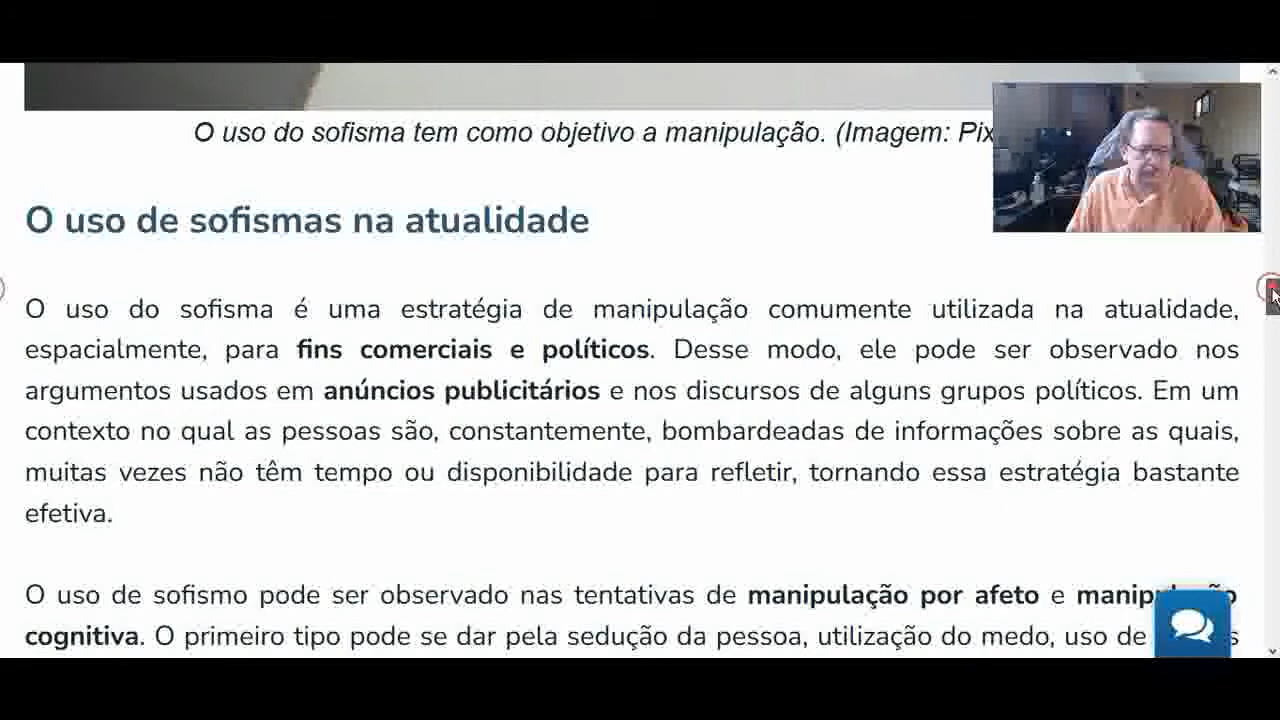 O uso do sofisma tem como objetivo a manipulação. (Imagem: Pix
O uso de sofismas na atualidade
O uso do sofisma é uma estratégia de manipulação comumente utilizada na atualidade,
espacialmente, para fins comerciais e políticos. Desse modo, ele pode ser observado nos
argumentos usados em anúncios publicitários e nos discursos de alguns grupos políticos. Em um
contexto no qual as pessoas são, constantemente, bombardeadas de informações sobre as quais,
muitas vezes não têm tempo ou disponibilidade para refletir, tornando essa estratégia bastante
efetiva.
O uso de sofismo pode ser observado nas tentativas de manipulação por afeto e
cognitiva. O primeiro tipo pode se dar pela sedução da pessoa, utilização do medo, uso de